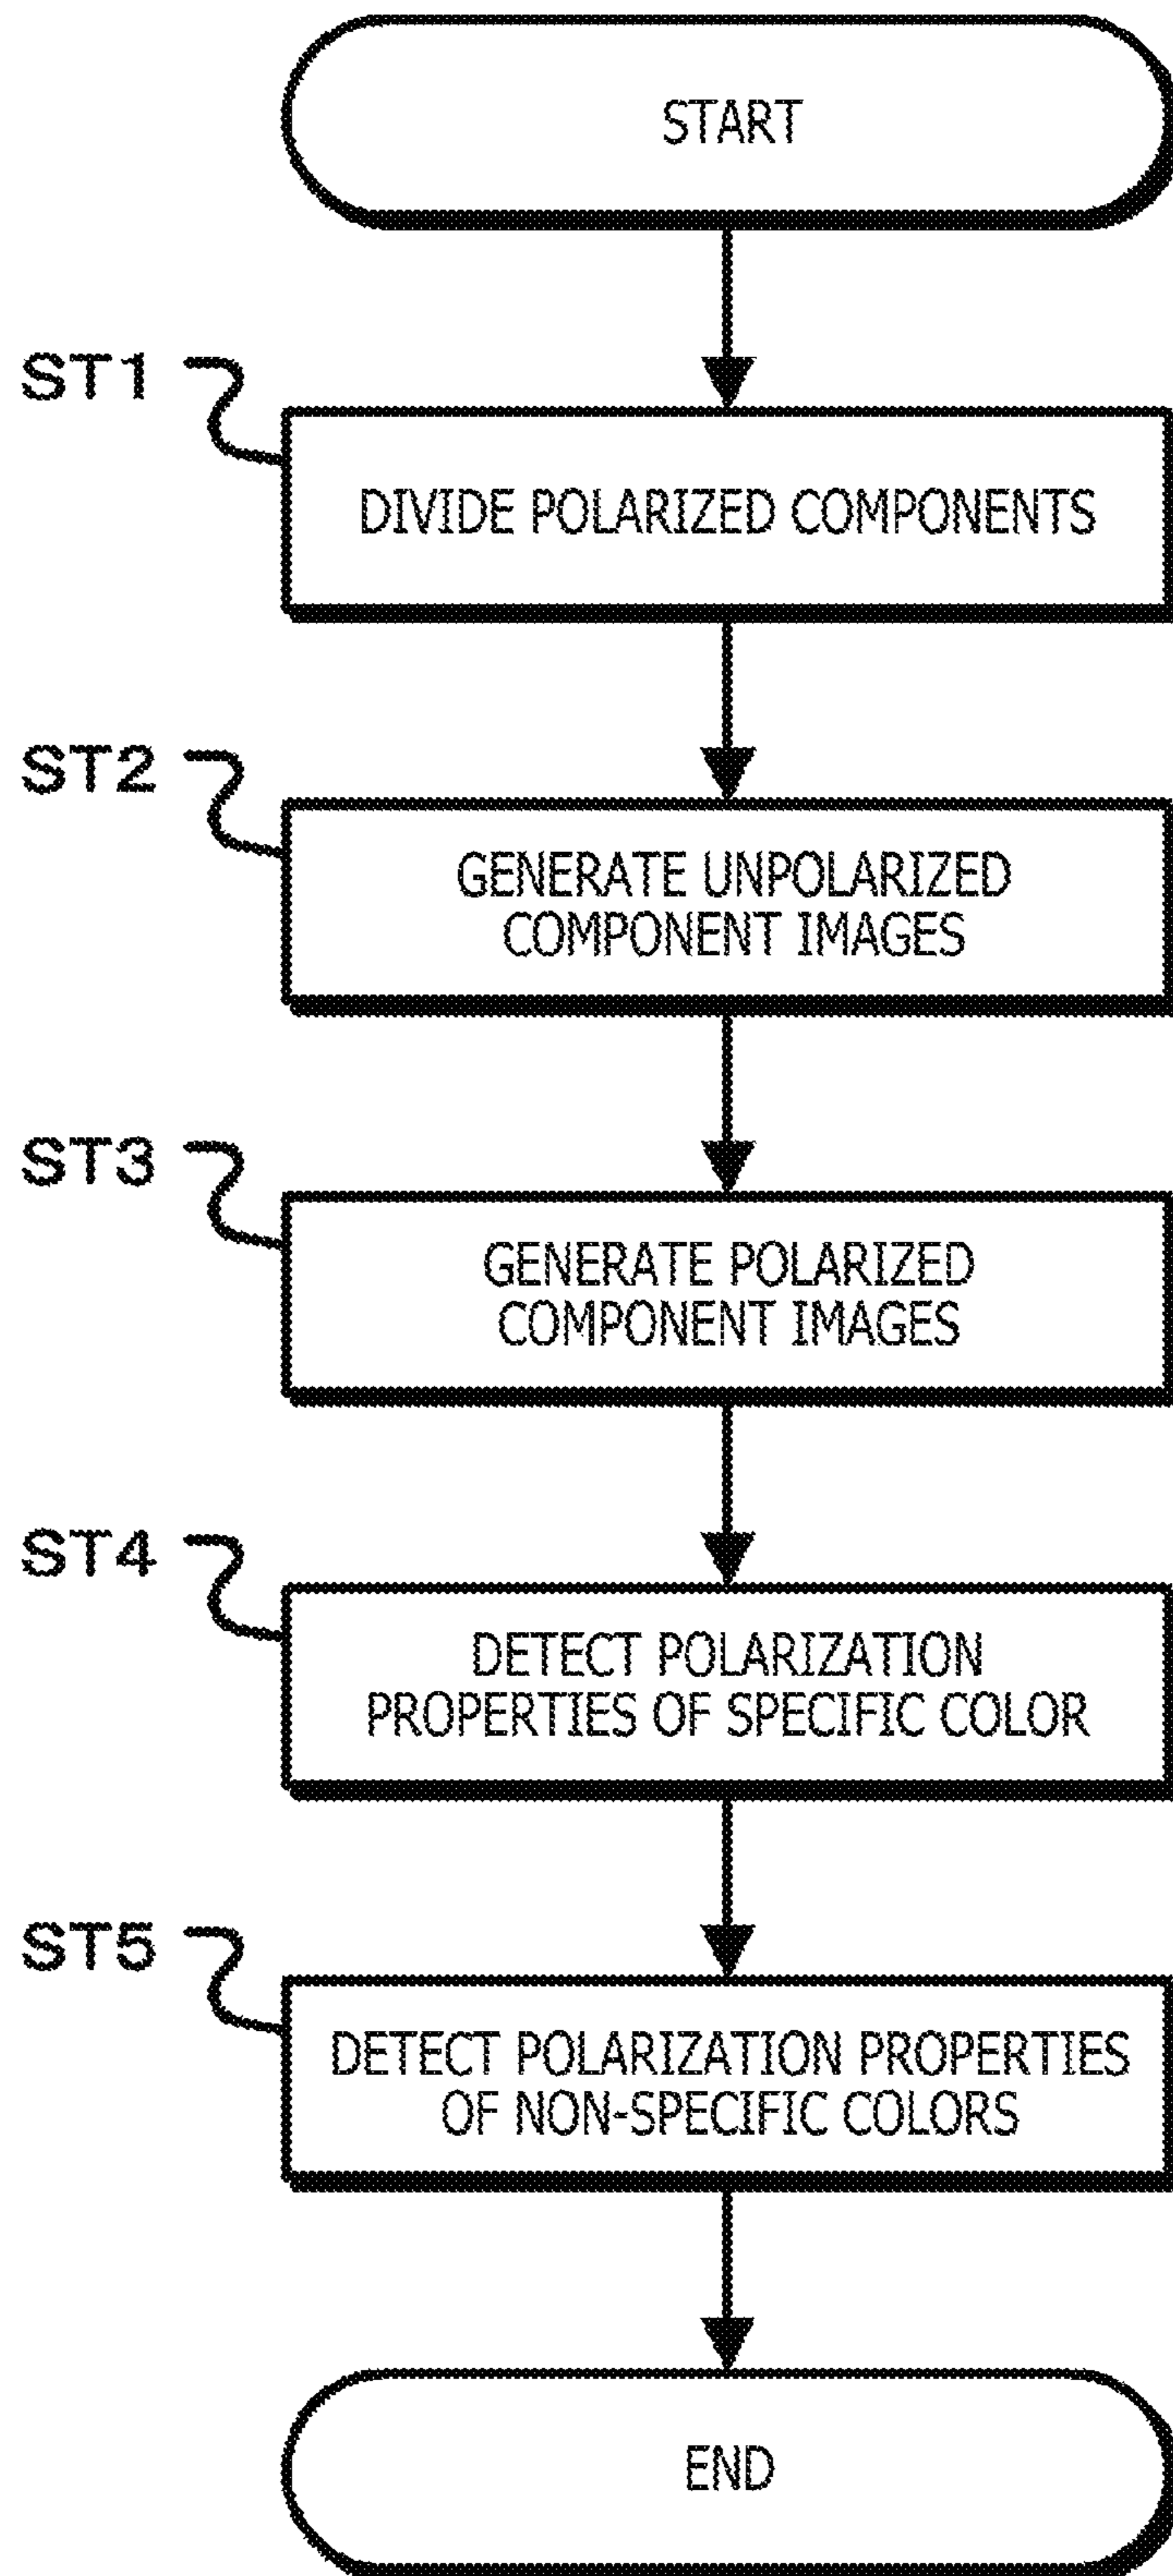 START
ST1
DIVIDE POLARIZED COMPONENTS
ST2
GENERATE UNPOLARIZED
COMPONENT IMAGES
ST3
GENERATE POLARIZED
COMPONENT IMAGES
ST4
DETECT POLARIZATION
PROPERTIES OF SPECIFIC COLOR
ST5
DETECT POLARIZATION PROPERTIES
OF NON-SPECIFIC COLORS
END